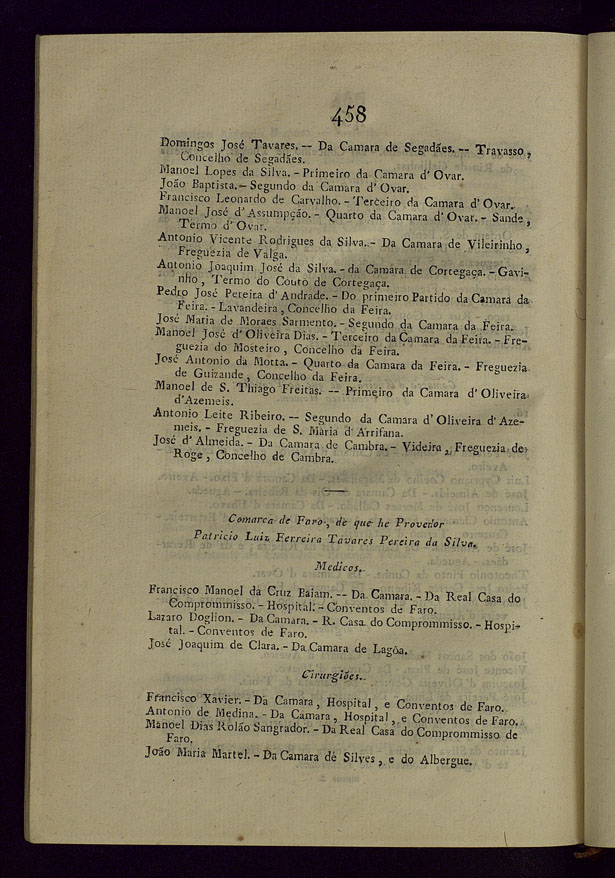 458
Domingos José Tavares. -- Da Camara de Segadães. -- Travasso,
Concelho de Segadães.
Manoel Lopes da Silva. - Primeiro da Camara d'Ovar.
João Baptista. - Segundo da Camara d'Ovar.
Francisco Leonardo de Carvalho. - Terceiro da Camara d'Ovar.
Manoel José d'Assumpção. - Quarto da Camara d'Ovar. - Sande,
Termo d'Ovar.
Antonio Vicente Rodrigues da Silva. - Da Camara de Vileirinho,
Freguezia de Valga.
Antonio Joaquim José da Silva. - da Camara de Cortegaça. - Gavi-
nho, Termo do Couto de Cortegaça.
Pedro José Pereira d'Andrade. - Do primeiro Partido da Camara da
Feira. - Lavandeira, Concelho da Feira.
José Maria de Moraes Sarmento. - Segundo da Camara da Feira.
Manoel José d'Oliveira Dias. - Terceiro da Camara da Feira. - Fre-
guezia do Mosteiro, Concelho da Feira.
José Antonio da Motta. - Quarto da Camara da Feira. - Freguezia
de Guizande, Concelho da Feira.
Manoel de S. Thiago Freitas. -- Primeiro da Camara d'Oliveira
d'Azemeis.
Antonio Leite Ribeiro. -- Segundo da Camara d'Oliveira d'Aze-
meis. - Freguezia de S. Maria d'Arrifana.
José d'Almeida. - Da Camara de Cambra. - Videira, Freguezia de
Roge, Concelho de Cambra.
Comarca de Faro, de que he Provedor
Patricio Luiz Ferreira Tavares Pereira da Silva.
Medicos.
Francisco Manoel da Cruz Baiam. -- Da Camara. - Da Real Casa do
Compromisso. - Hospital. - Conventos de Faro.
Lazaro Doglion. - Da Camara. - R. Casa do Compromisso. - Hospi-
tal. - Conventos de Faro.
José Joaquim de Clara. - Da Camara de Lagôa.
Cirurgiões.
Francisco Xavier. - Da Camara, Hospital, e Conventos de Faro.
Antonio de Medina. - Da Camara, Hospital, e Conventos de Faro.
Manoel Dias Rolão Sangrador. - Da Real Casa do Compromisso de
Faro.
João Maria Martel. - Da Camara de Silves, e do Albergue.